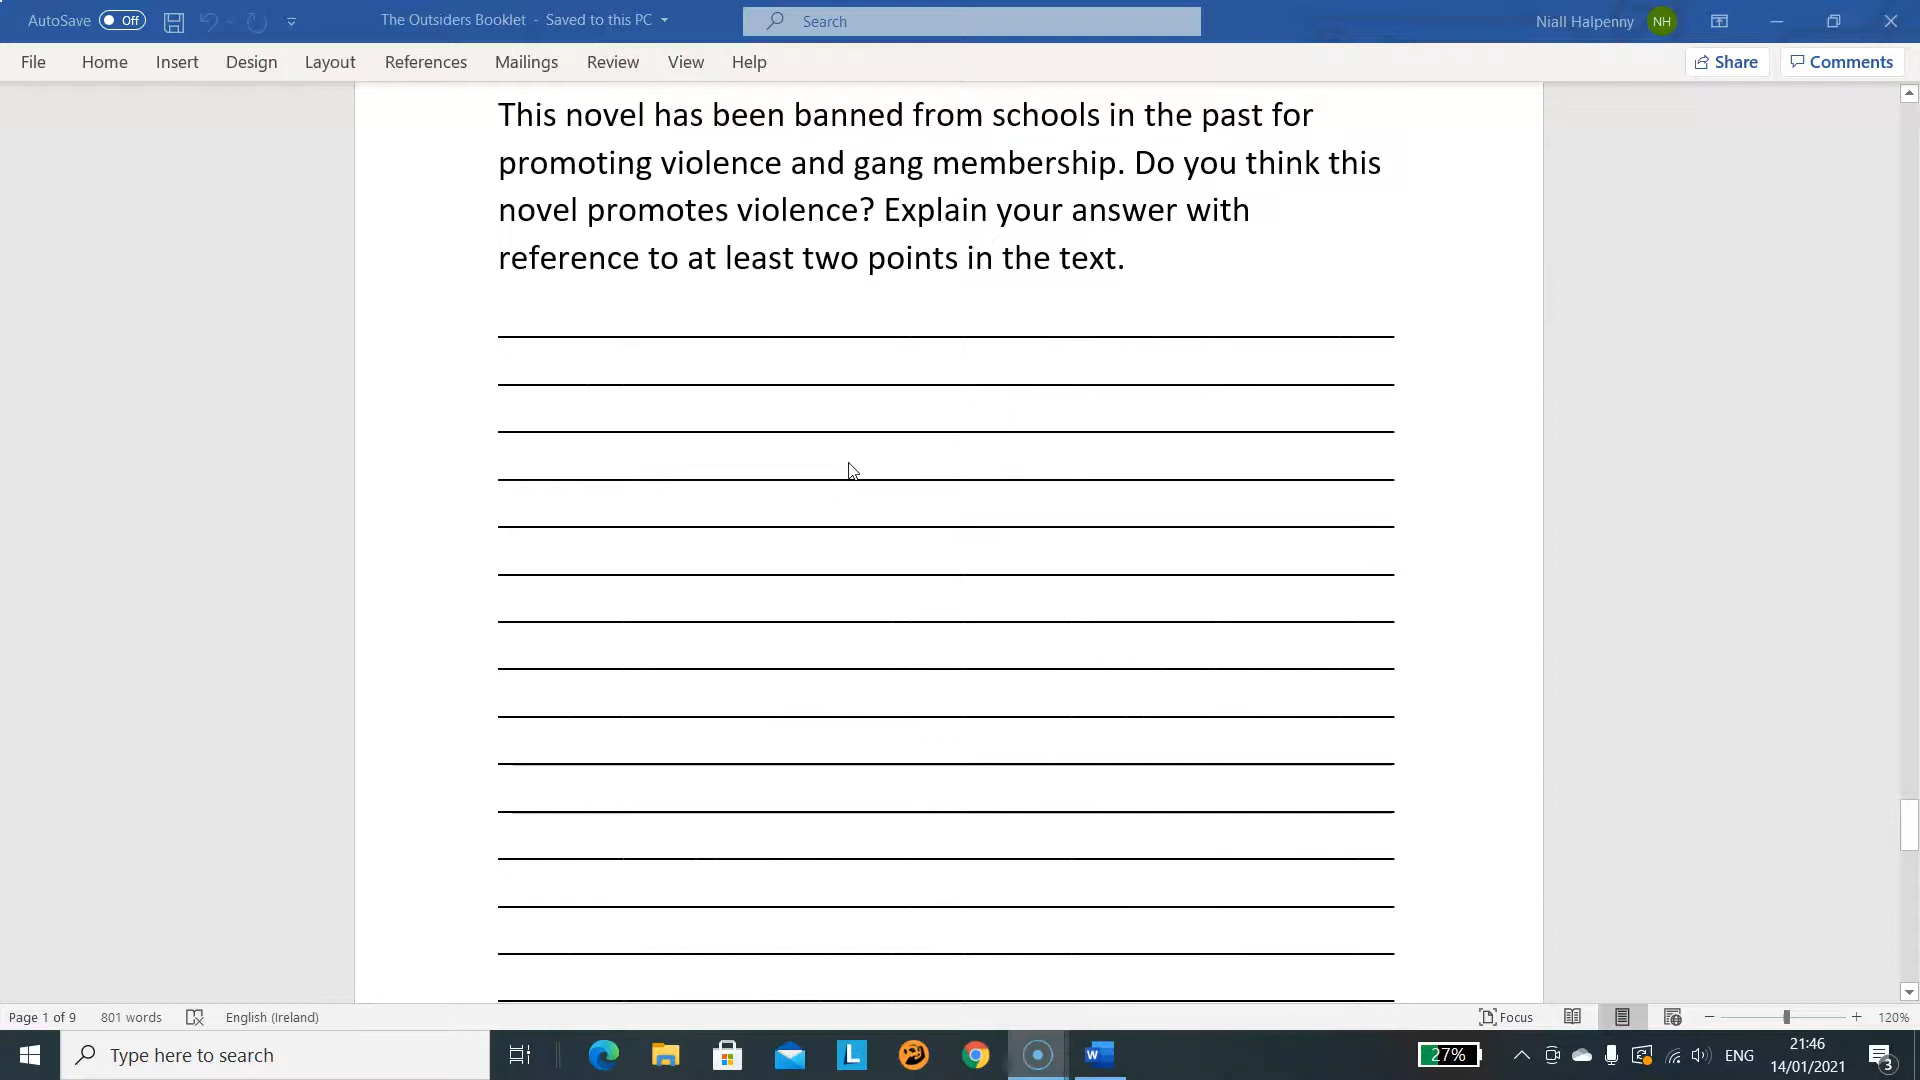 AutoSave Off The Outsiders Booklet - Saved to this PC Search Niall Halpenny NH
File Home Insert Design Layout References Mailings Review View Help Share Comments
This novel has been banned from schools in the past for
promoting violence and gang membership. Do you think this
novel promotes violence? Explain your answer with
reference to at least two points in the text.
Page 1 of 9 801 words English (Ireland) Focus 120%
Type here to search L W 27% ENG 21:46
14/01/2021 3